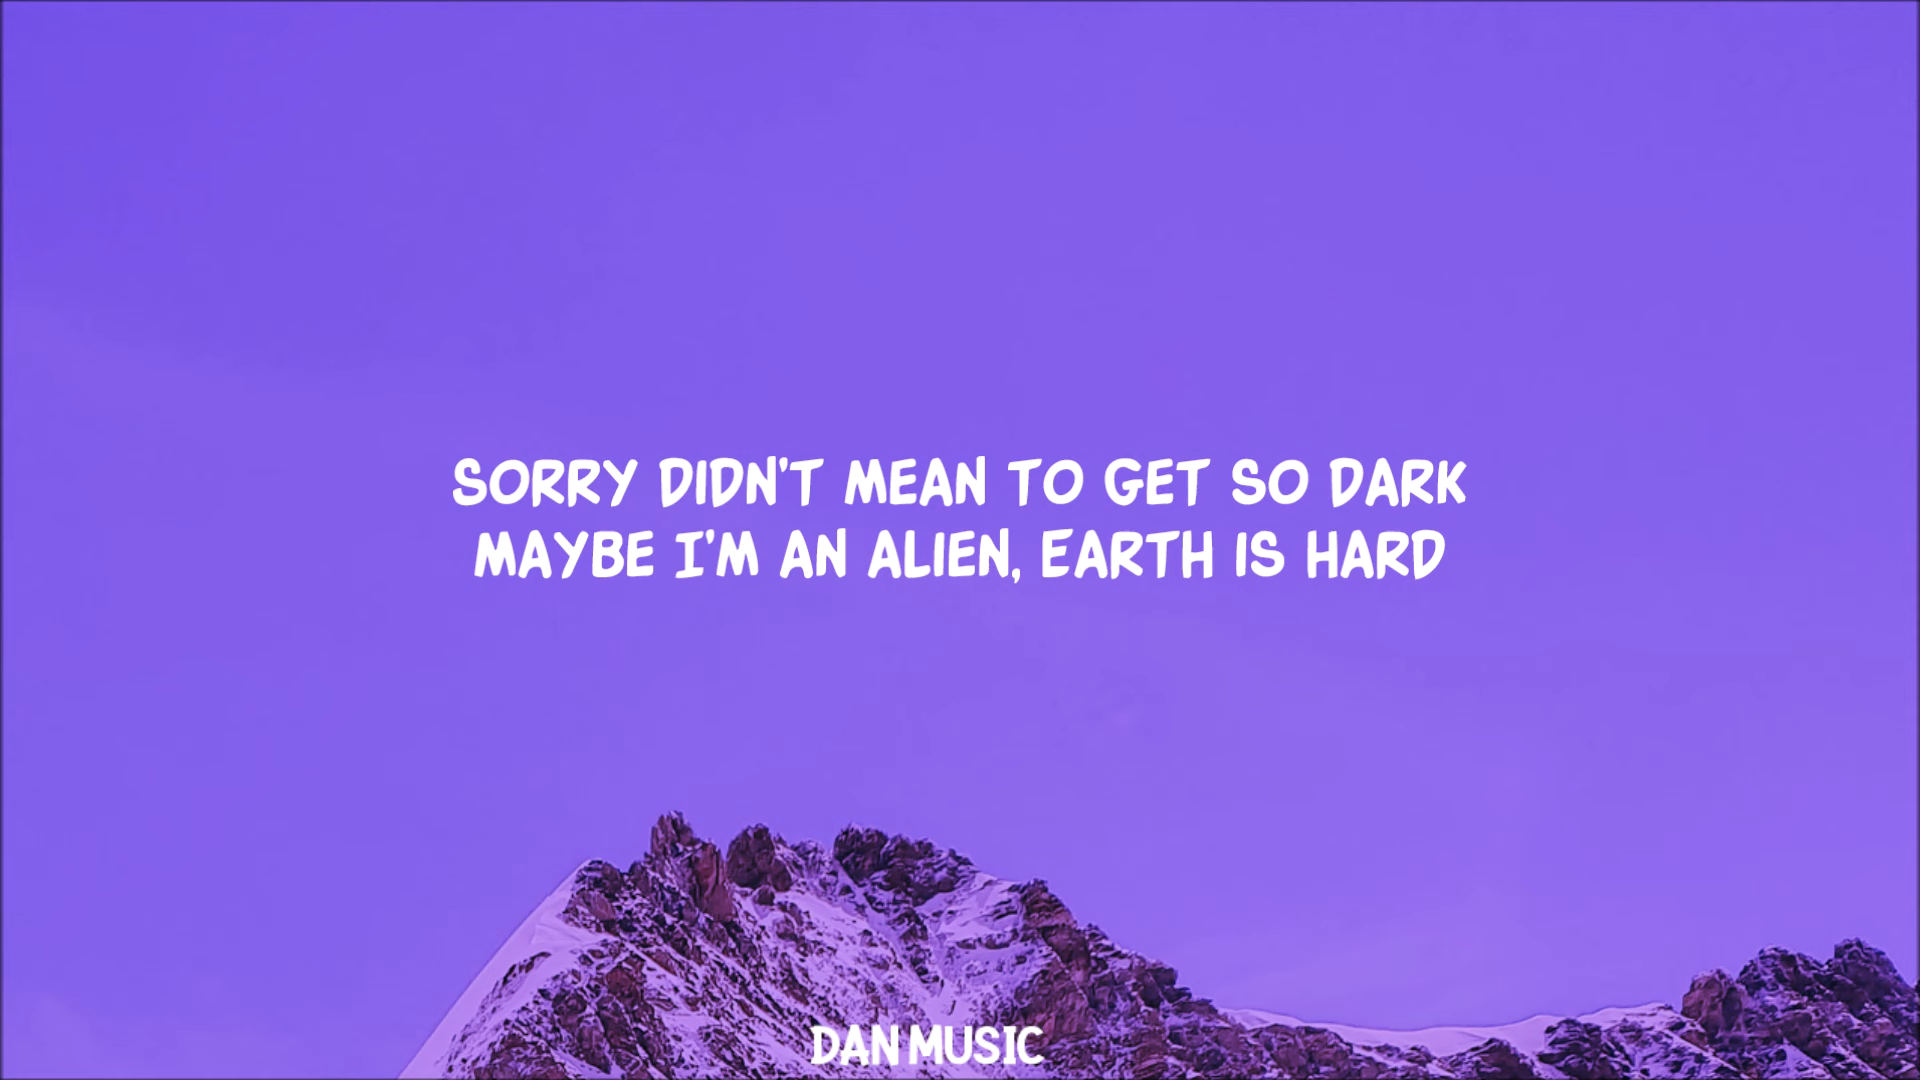 SORRY DIDN'T MEAN TO GET SO DARK
MAYBE I'M AN ALIEN, EARTH IS HARD
DAN MUSIC